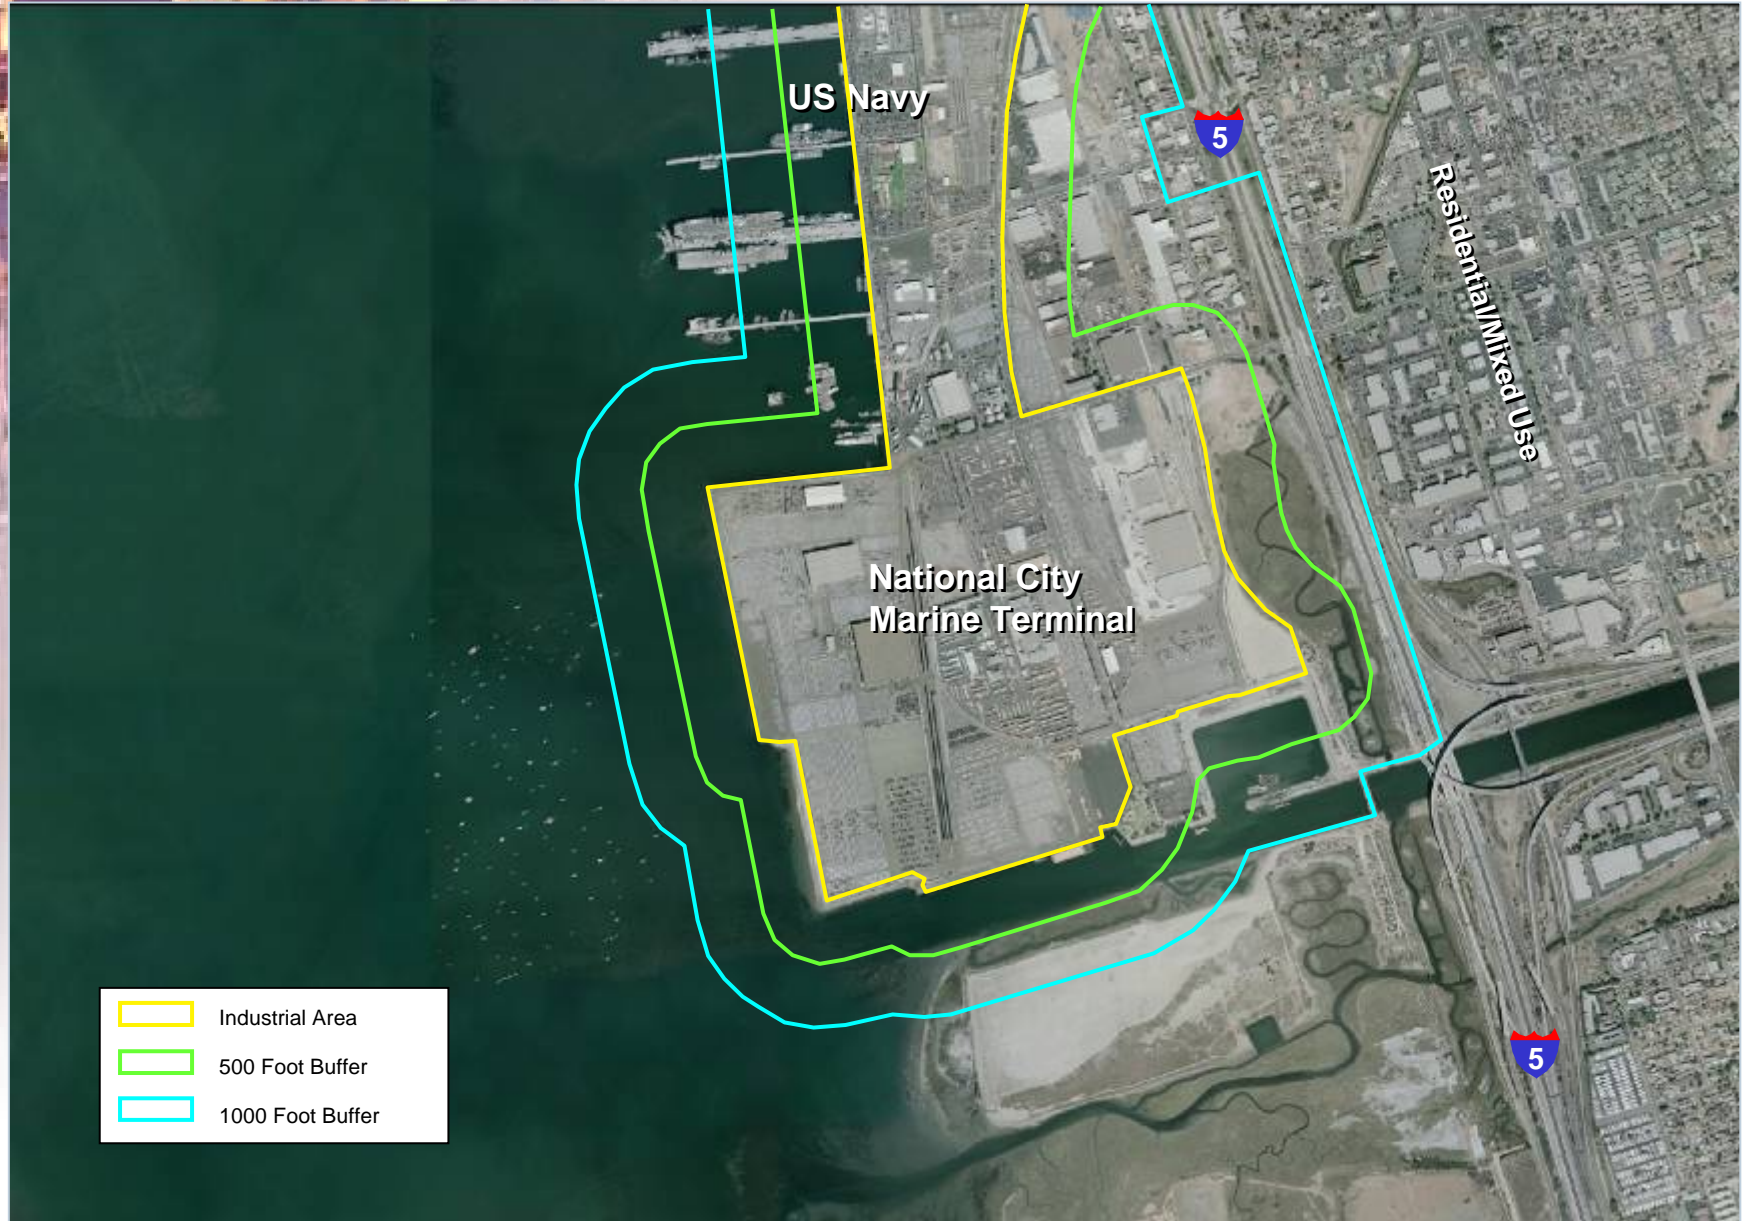 US Navy
5
Residential/Mixed Use
National City
Marine Terminal
Industrial Area
500 Foot Buffer
1000 Foot Buffer
5